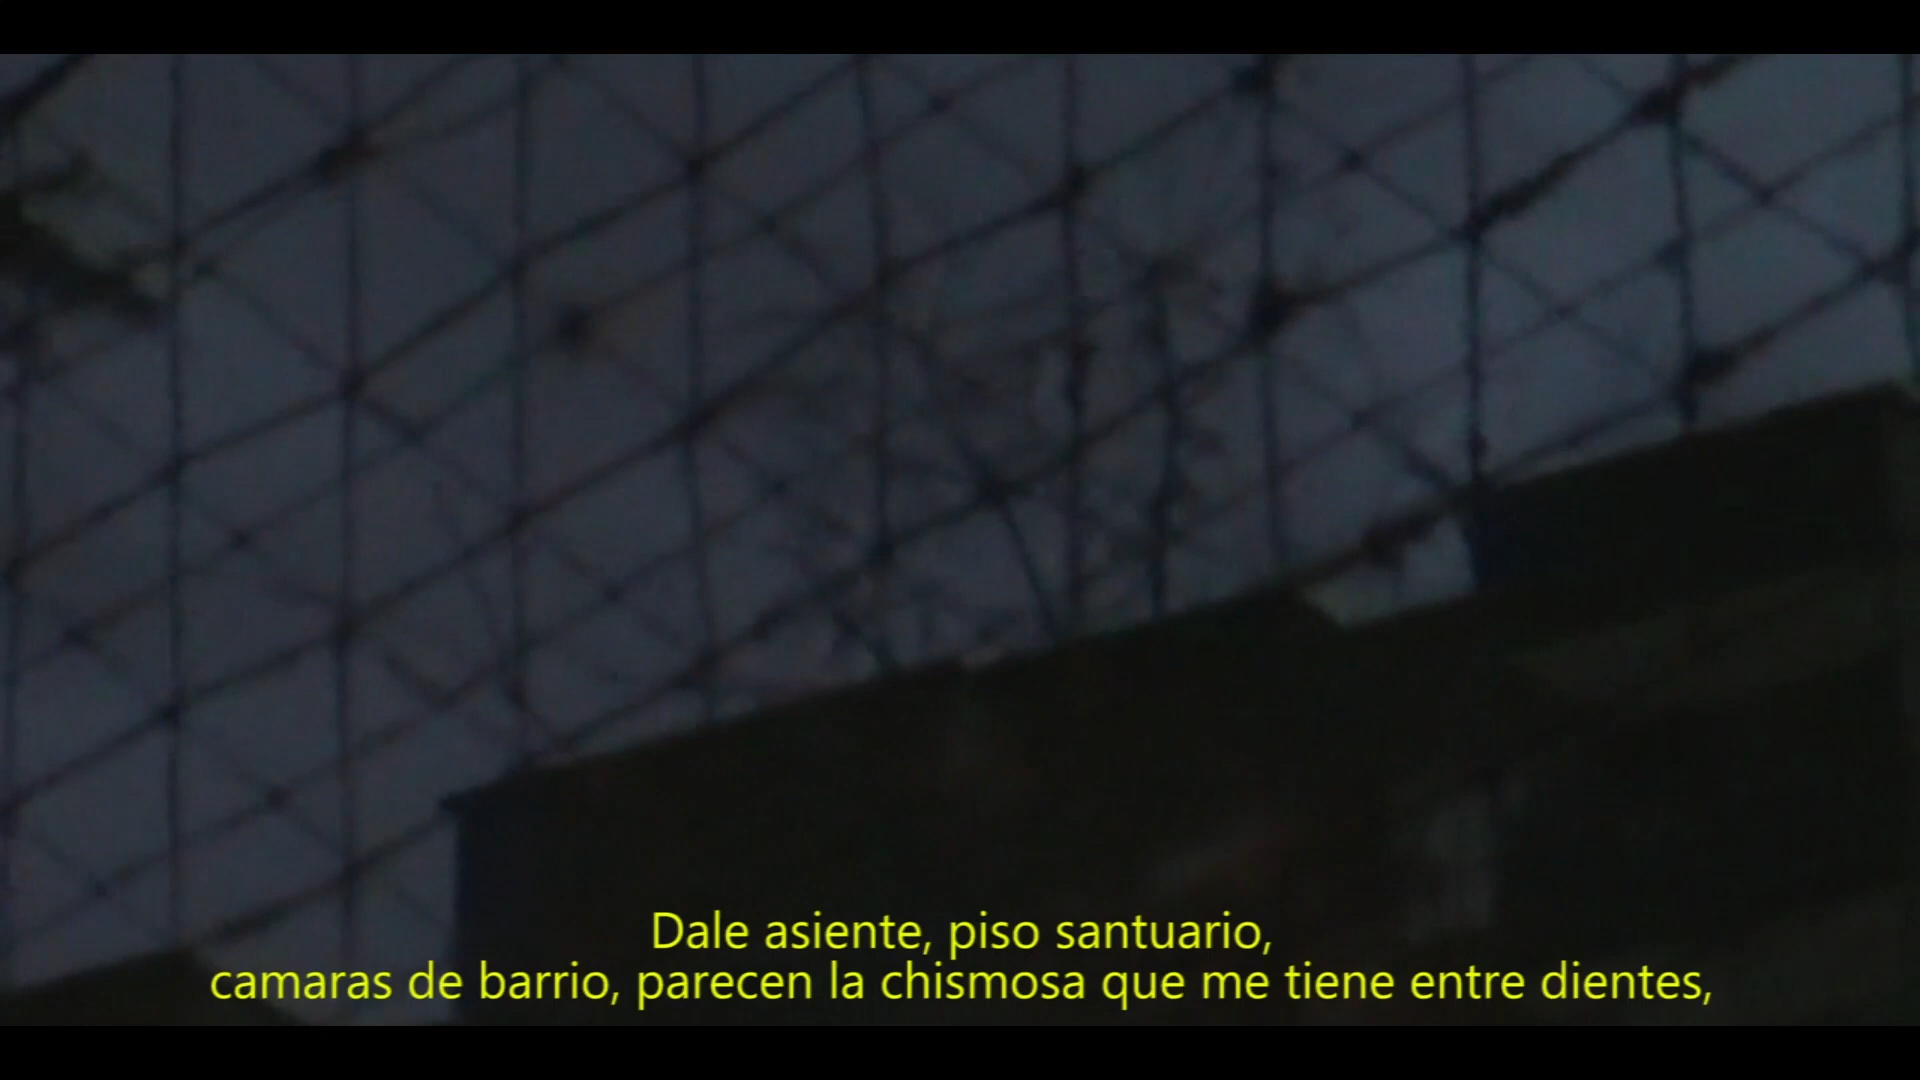 Dale asiente, piso santuario,
camaras de barrio, parecen la chismosa que me tiene entre dientes,